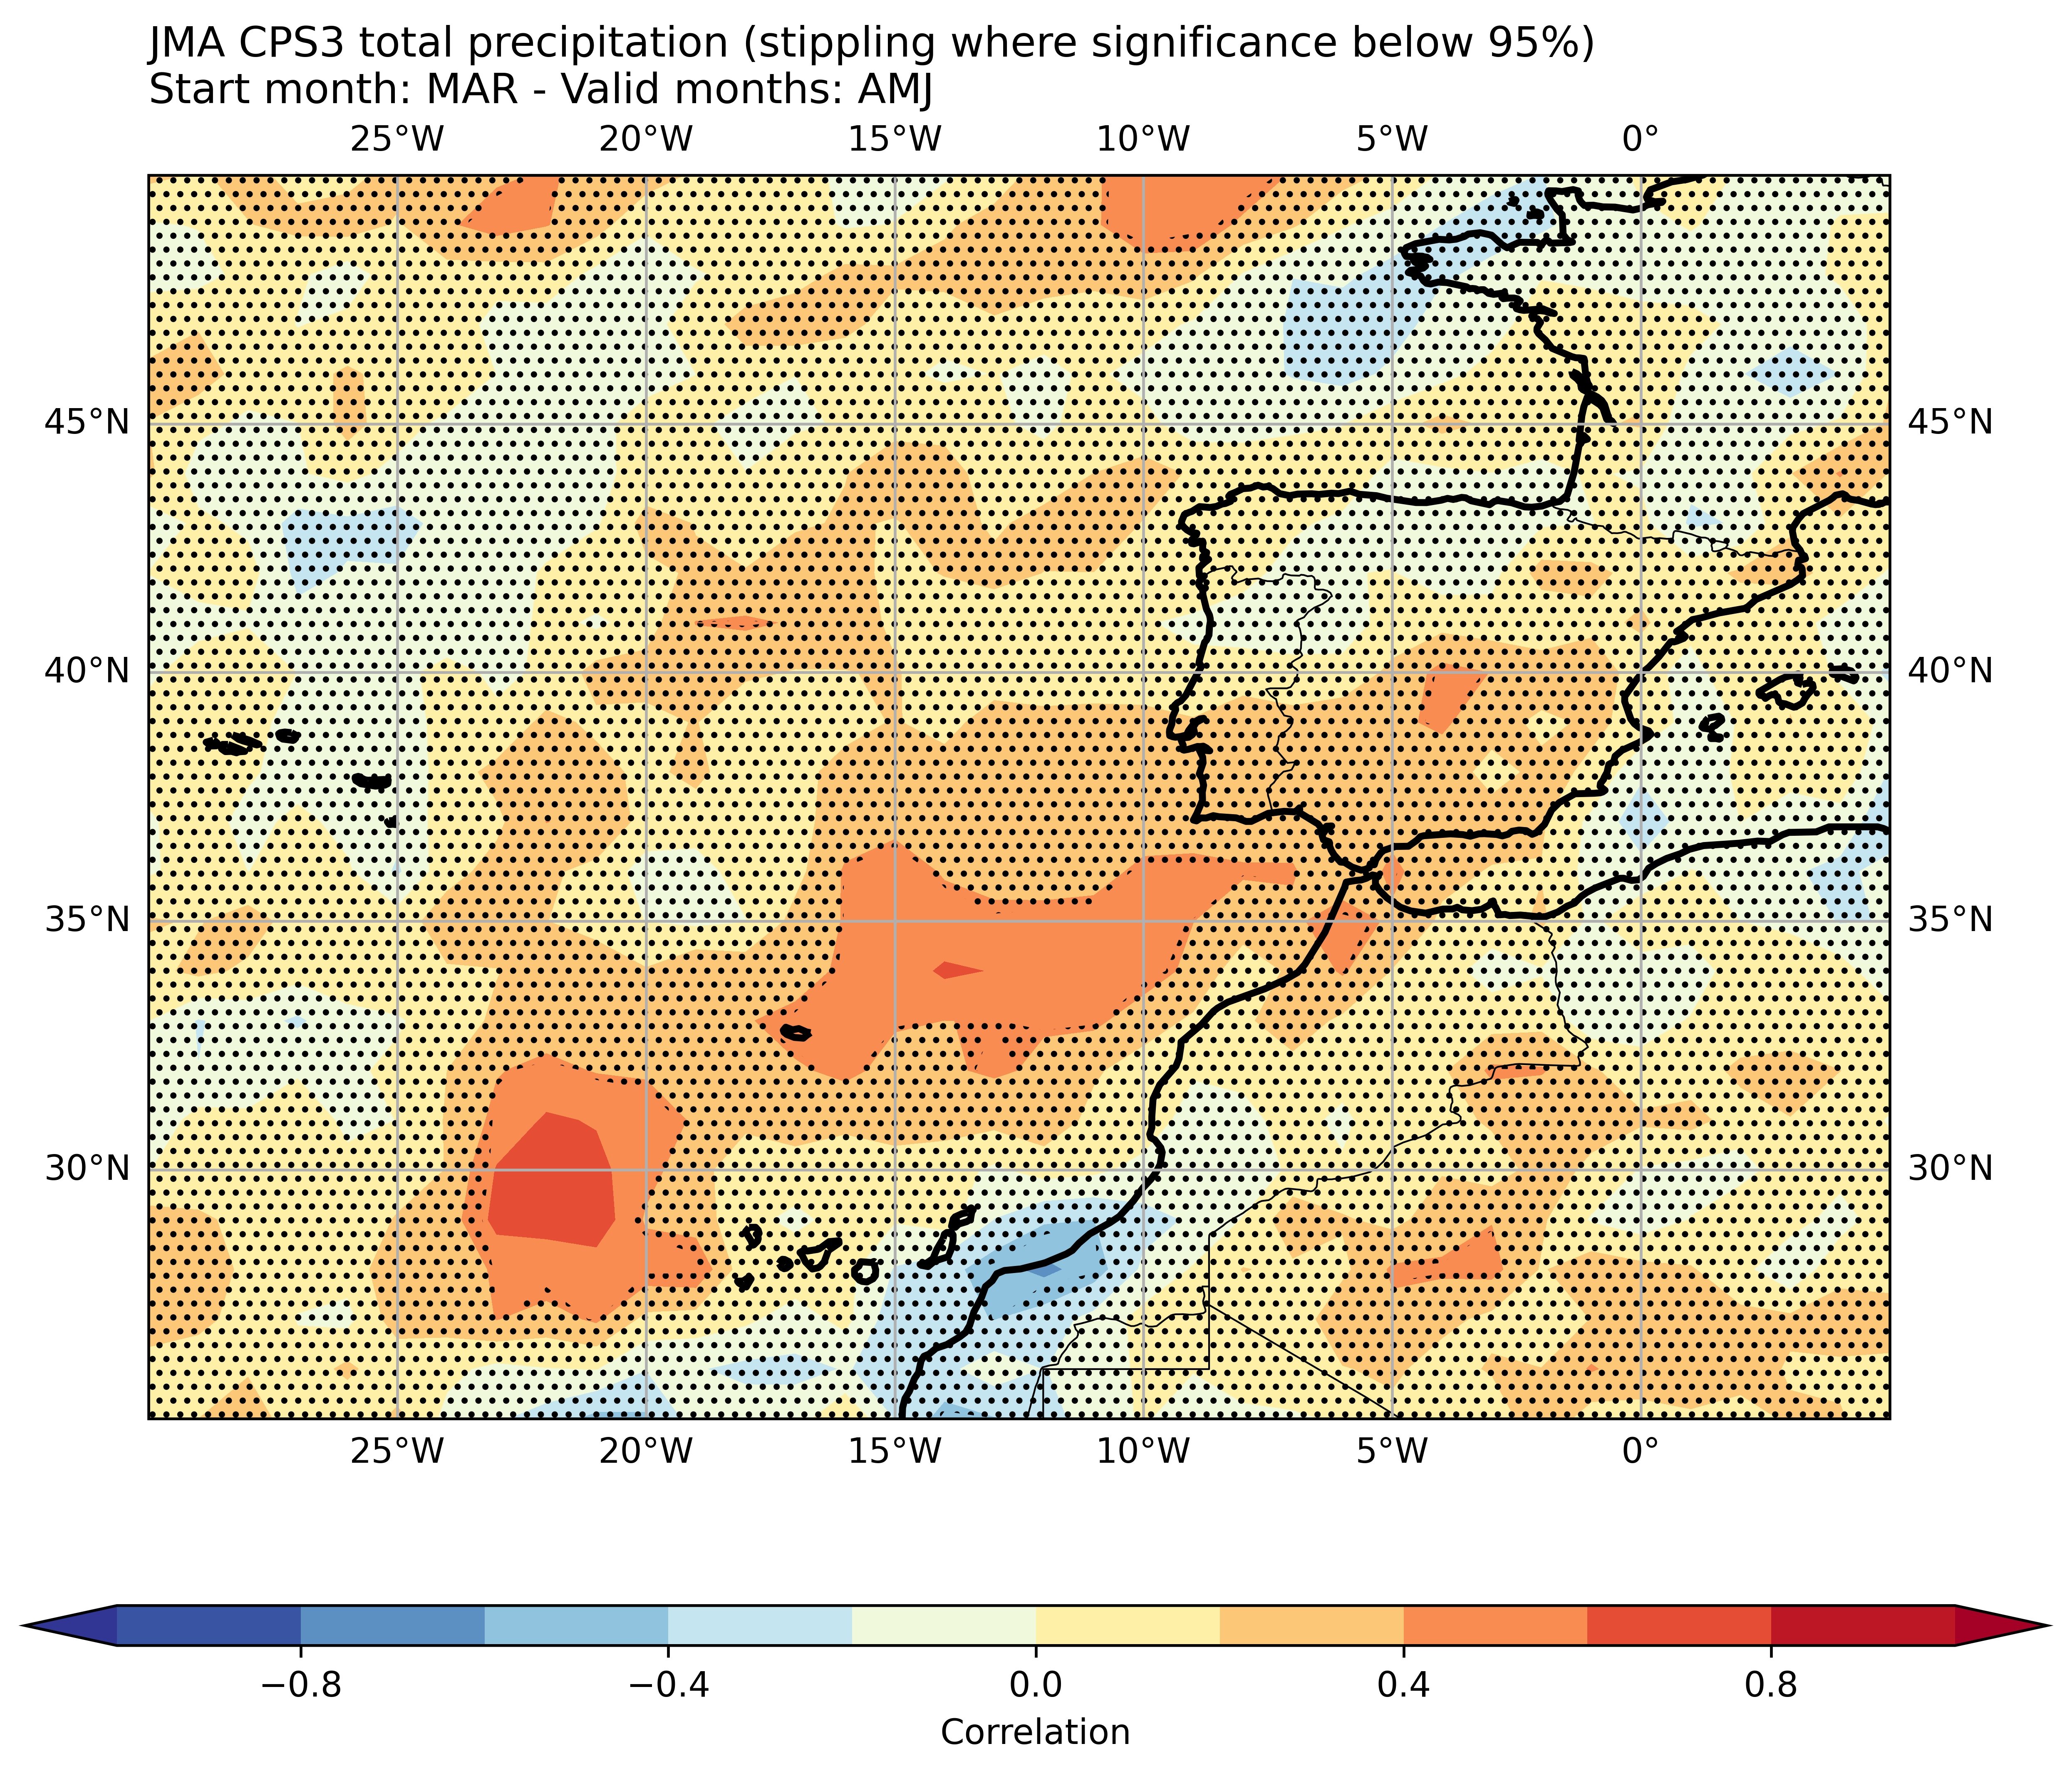 JMA CPS3 total precipitation (stippling where significance below 95%)
Start month: MAR - Valid months: AMJ
25°W 20°W 15°W 10°W 5°W 0°
45°N 45°N
40°N 40°N
35°N 35°N
30°N 30°N
25°W 20°W 15°W 10°W 5°W 0°
−0.8 −0.4 0.0 0.4 0.8
Correlation